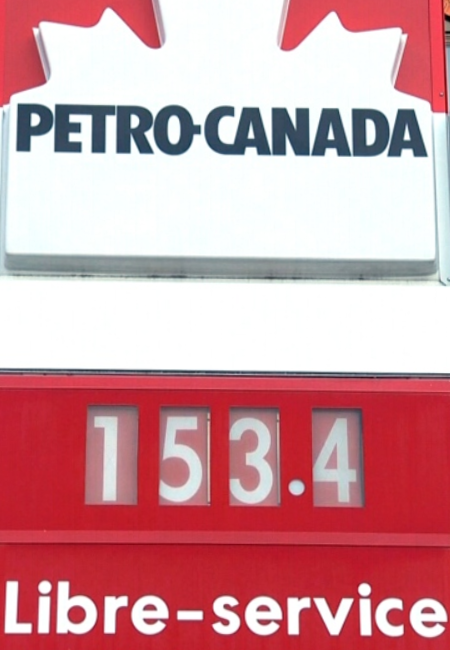 PETRO-CANADA
153.4
Libre-service